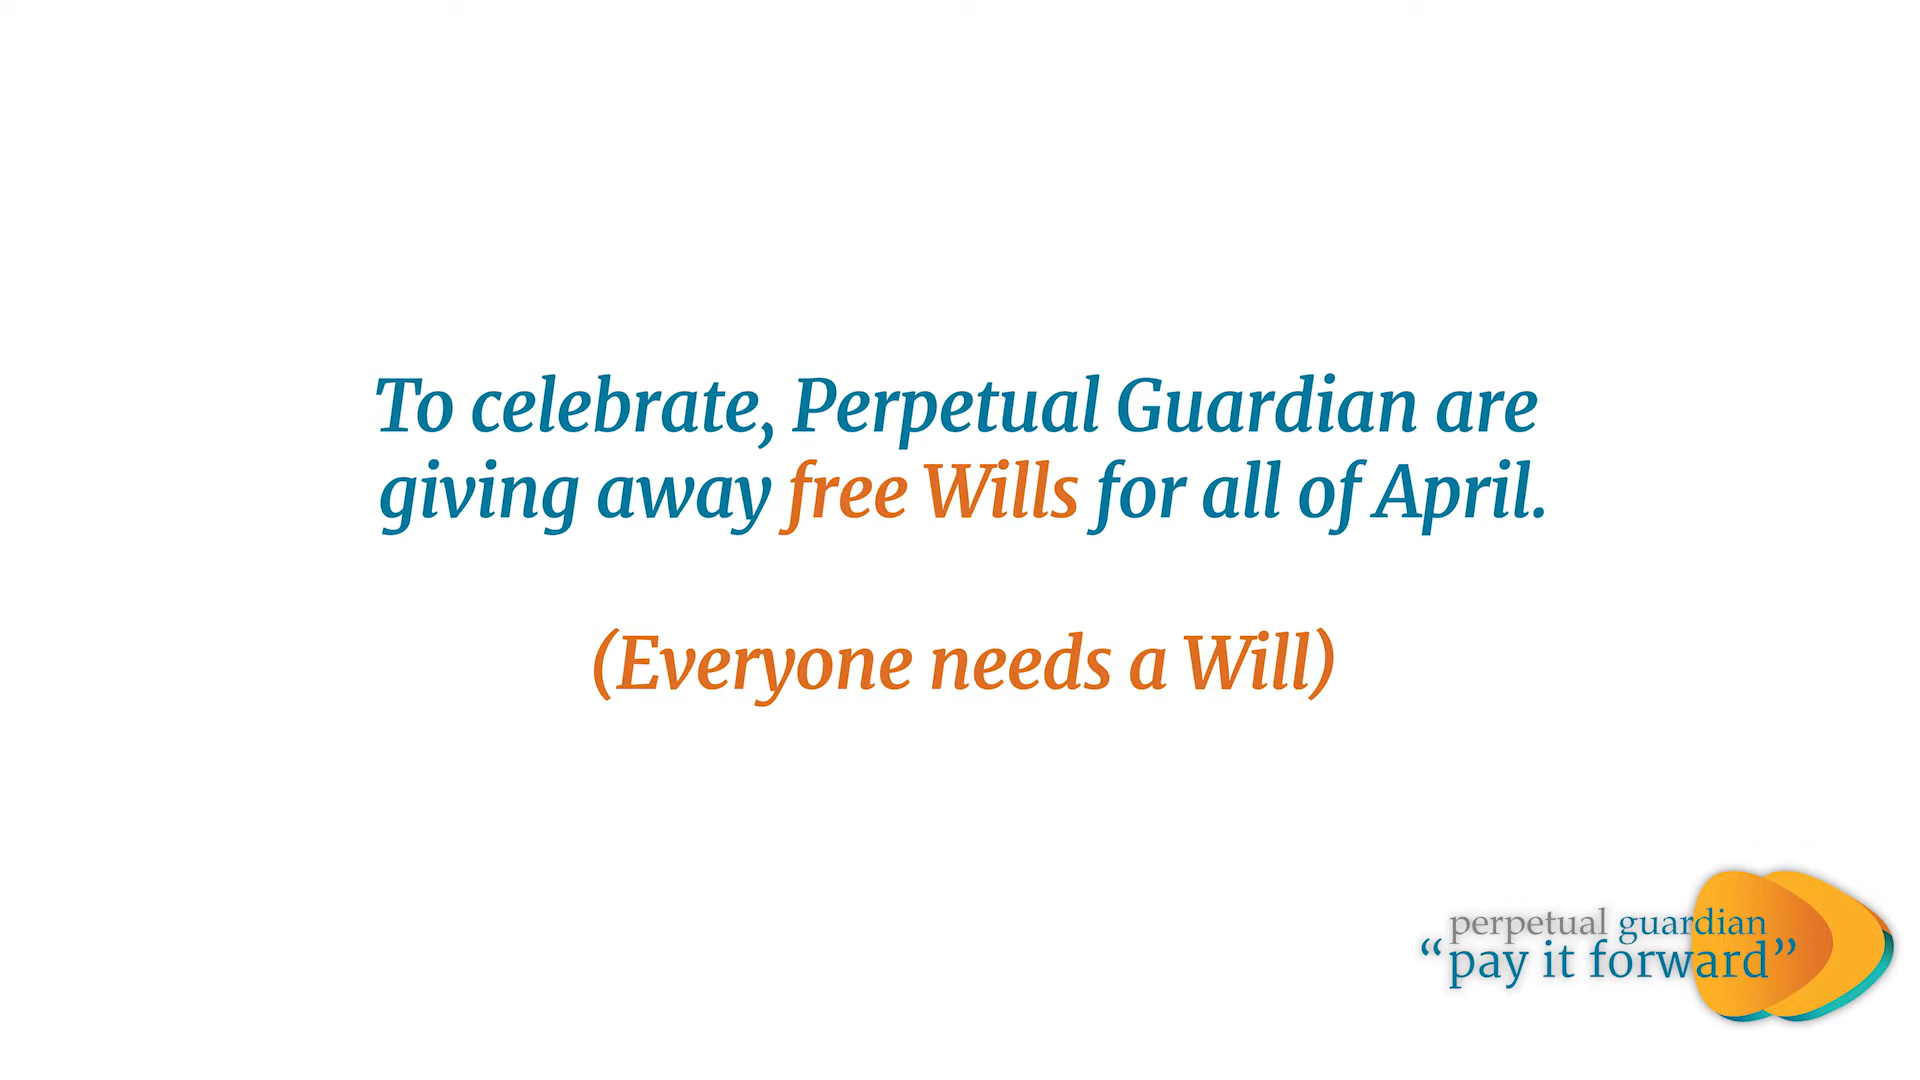 To celebrate, Perpetual Guardian are
giving away free Wills for all of April.
(Everyone needs a Will)
perpetual guardian
“pay it forward”